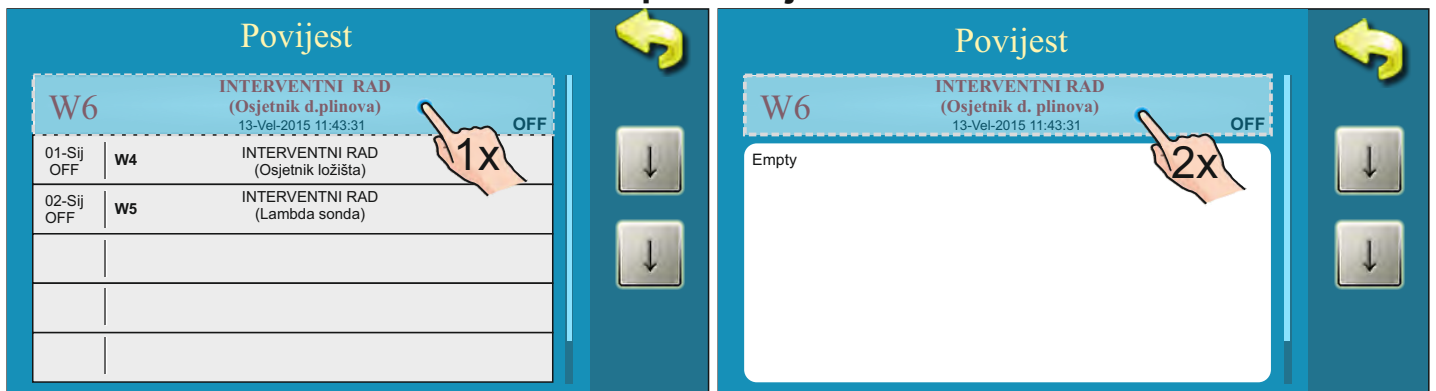 Povijest
W6
INTERVENTNI RAD
(Osjetnik d.plinova)
13-Vel-2015 11:43:31
OFF
1x
01-Sij
OFF
W4
INTERVENTNI RAD
(Osjetnik ložišta)
02-Sij
OFF
W5
INTERVENTNI RAD
(Lambda sonda)
Povijest
W6
INTERVENTNI RAD
(Osjetnik d. plinova)
13-Vel-2015 11:43:31
OFF
2x
Empty